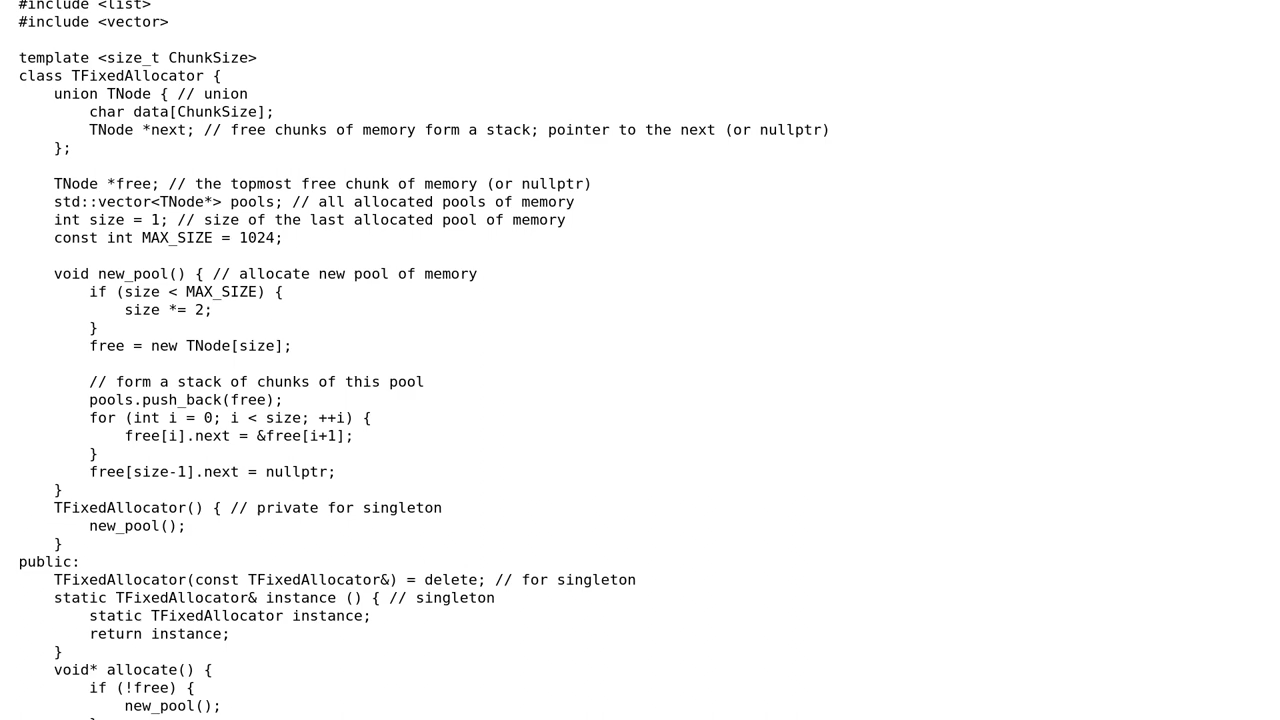 #include <list>
#include <vector>

template <size_t ChunkSize>
class TFixedAllocator {
    union TNode { // union
        char data[ChunkSize];
        TNode *next; // free chunks of memory form a stack; pointer to the next (or nullptr)
    };

    TNode *free; // the topmost free chunk of memory (or nullptr)
    std::vector<TNode*> pools; // all allocated pools of memory
    int size = 1; // size of the last allocated pool of memory
    const int MAX_SIZE = 1024;

    void new_pool() { // allocate new pool of memory
        if (size < MAX_SIZE) {
            size *= 2;
        }
        free = new TNode[size];

        // form a stack of chunks of this pool
        pools.push_back(free);
        for (int i = 0; i < size; ++i) {
            free[i].next = &free[i+1];
        }
        free[size-1].next = nullptr;
    }
    TFixedAllocator() { // private for singleton
        new_pool();
    }
public:
    TFixedAllocator(const TFixedAllocator&) = delete; // for singleton
    static TFixedAllocator& instance () { // singleton
        static TFixedAllocator instance;
        return instance;
    }
    void* allocate() {
        if (!free) {
            new_pool();